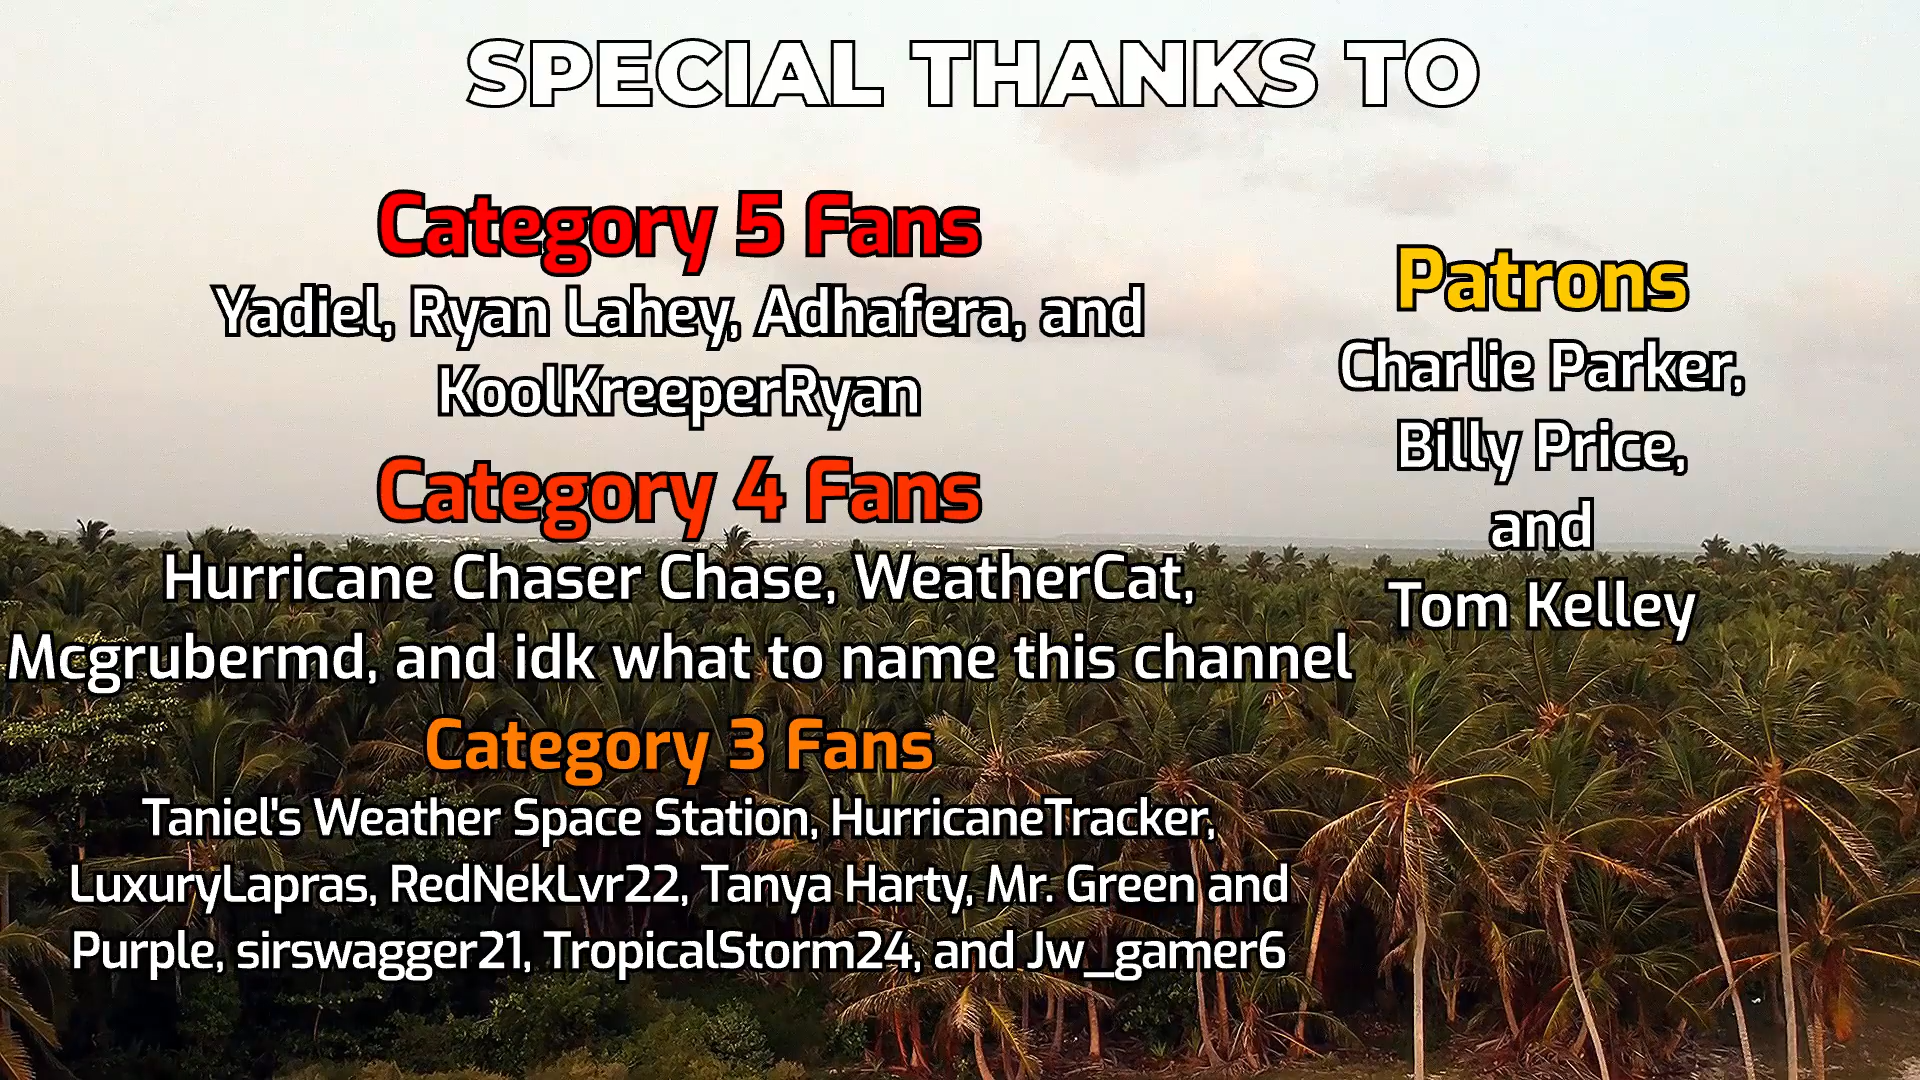 SPECIAL THANKS TO
Category 5 Fans
Yadiel, Ryan Lahey, Adhafera, and
KoolKreeperRyan
Category 4 Fans
Hurricane Chaser Chase, WeatherCat,
Mcgrubermd, and idk what to name this channel
Category 3 Fans
Taniel's Weather Space Station, HurricaneTracker,
LuxuryLapras, RedNekLvr22, Tanya Harty, Mr. Green and
Purple, sirswagger21, TropicalStorm24, and Jw_gamer6
Patrons
Charlie Parker,
Billy Price,
and
Tom Kelley